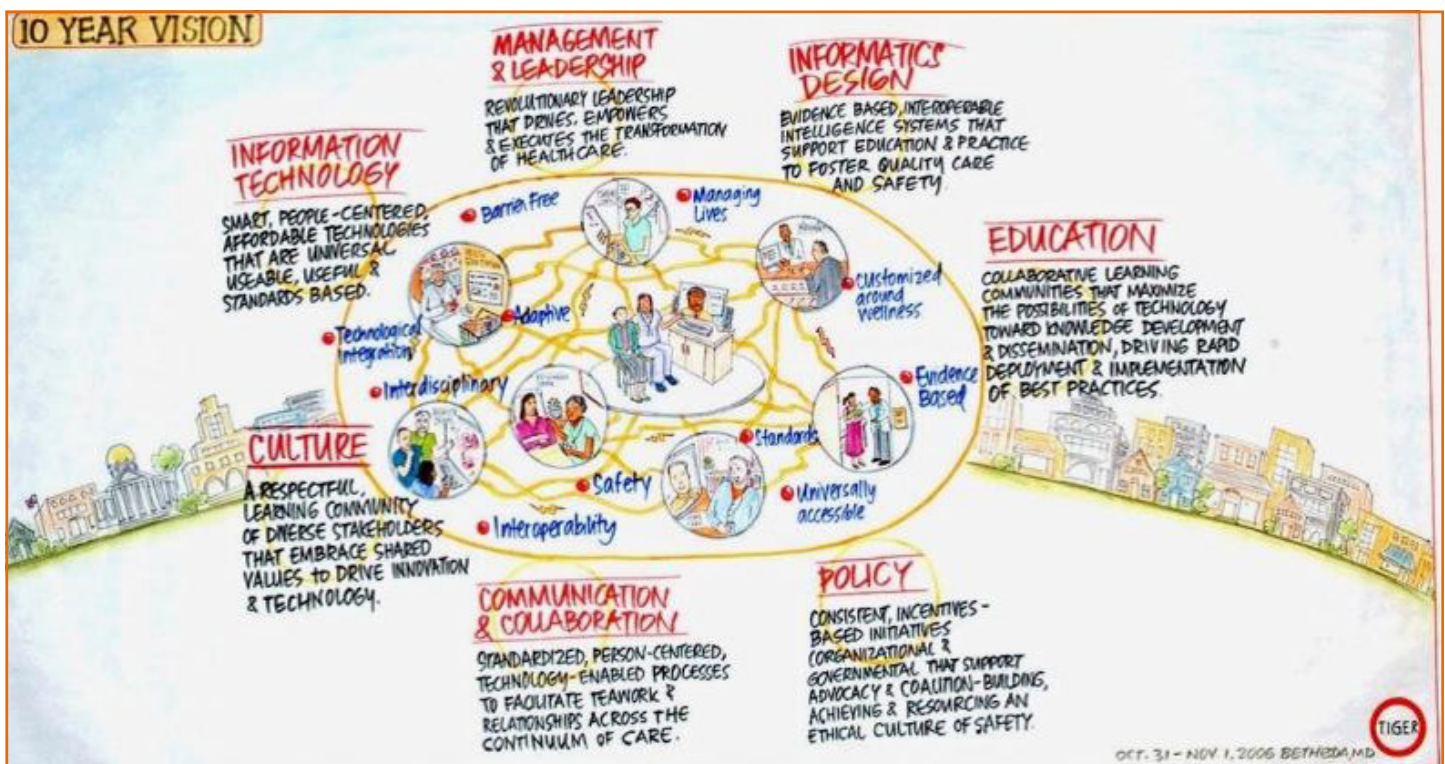 10 YEAR VISION
MANAGEMENT
& LEADERSHIP
REVOLUTIONARY LEADERSHIP
THAT DRIVES, EMPOWERS
& EXECUTES THE TRANSFORMATION
OF HEALTHCARE.
INFORMATICS
DESIGN
EVIDENCE BASED, INTEROPERABLE
INTELLIGENCE SYSTEMS THAT
SUPPORT EDUCATION & PRACTICE
TO FOSTER QUALITY CARE
AND SAFETY.
INFORMATION
TECHNOLOGY
SMART, PEOPLE-CENTERED,
AFFORDABLE TECHNOLOGIES
THAT ARE UNIVERSAL
USEABLE, USEFUL &
STANDARDS BASED.
EDUCATION
COLLABORATIVE LEARNING
COMMUNITIES THAT MAXIMIZE
THE POSSIBILITIES OF TECHNOLOGY
TOWARD KNOWLEDGE DEVELOPMENT
& DISSEMINATION, DRIVING RAPID
DEPLOYMENT & IMPLEMENTATION
OF BEST PRACTICES.
Barrier Free
Managing
Lives
Customized
around
wellness
Adaptive
Technological
Integration
Interdisciplinary
Evidence
Based
Standards
Safety
Universally
accessible
Interoperability
CULTURE
A RESPECTFUL,
LEARNING COMMUNITY
OF DIVERSE STAKEHOLDERS
THAT EMBRACE SHARED
VALUES to DRIVE INNOVATION
& TECHNOLOGY.
COMMUNICATION
& COLLABORATION
STANDARDIZED, PERSON-CENTERED,
TECHNOLOGY-ENABLED PROCESSES
TO FACILITATE TEAWORK &
RELATIONSHIPS ACROSS THE
CONTINUUM OF CARE.
POLICY
CONSISTENT, INCENTIVES-
BASED INITIATIVES
(ORGANIZATIONAL &
GOVERNMENTAL THAT SUPPORT
ADVOCACY & COALITION-BUILDING,
ACHIEVING & RESOURCING AN
ETHICAL CULTURE OF SAFETY.
TIGER
OCT. 31 - NOV 1, 2006 BETHESDA, MD